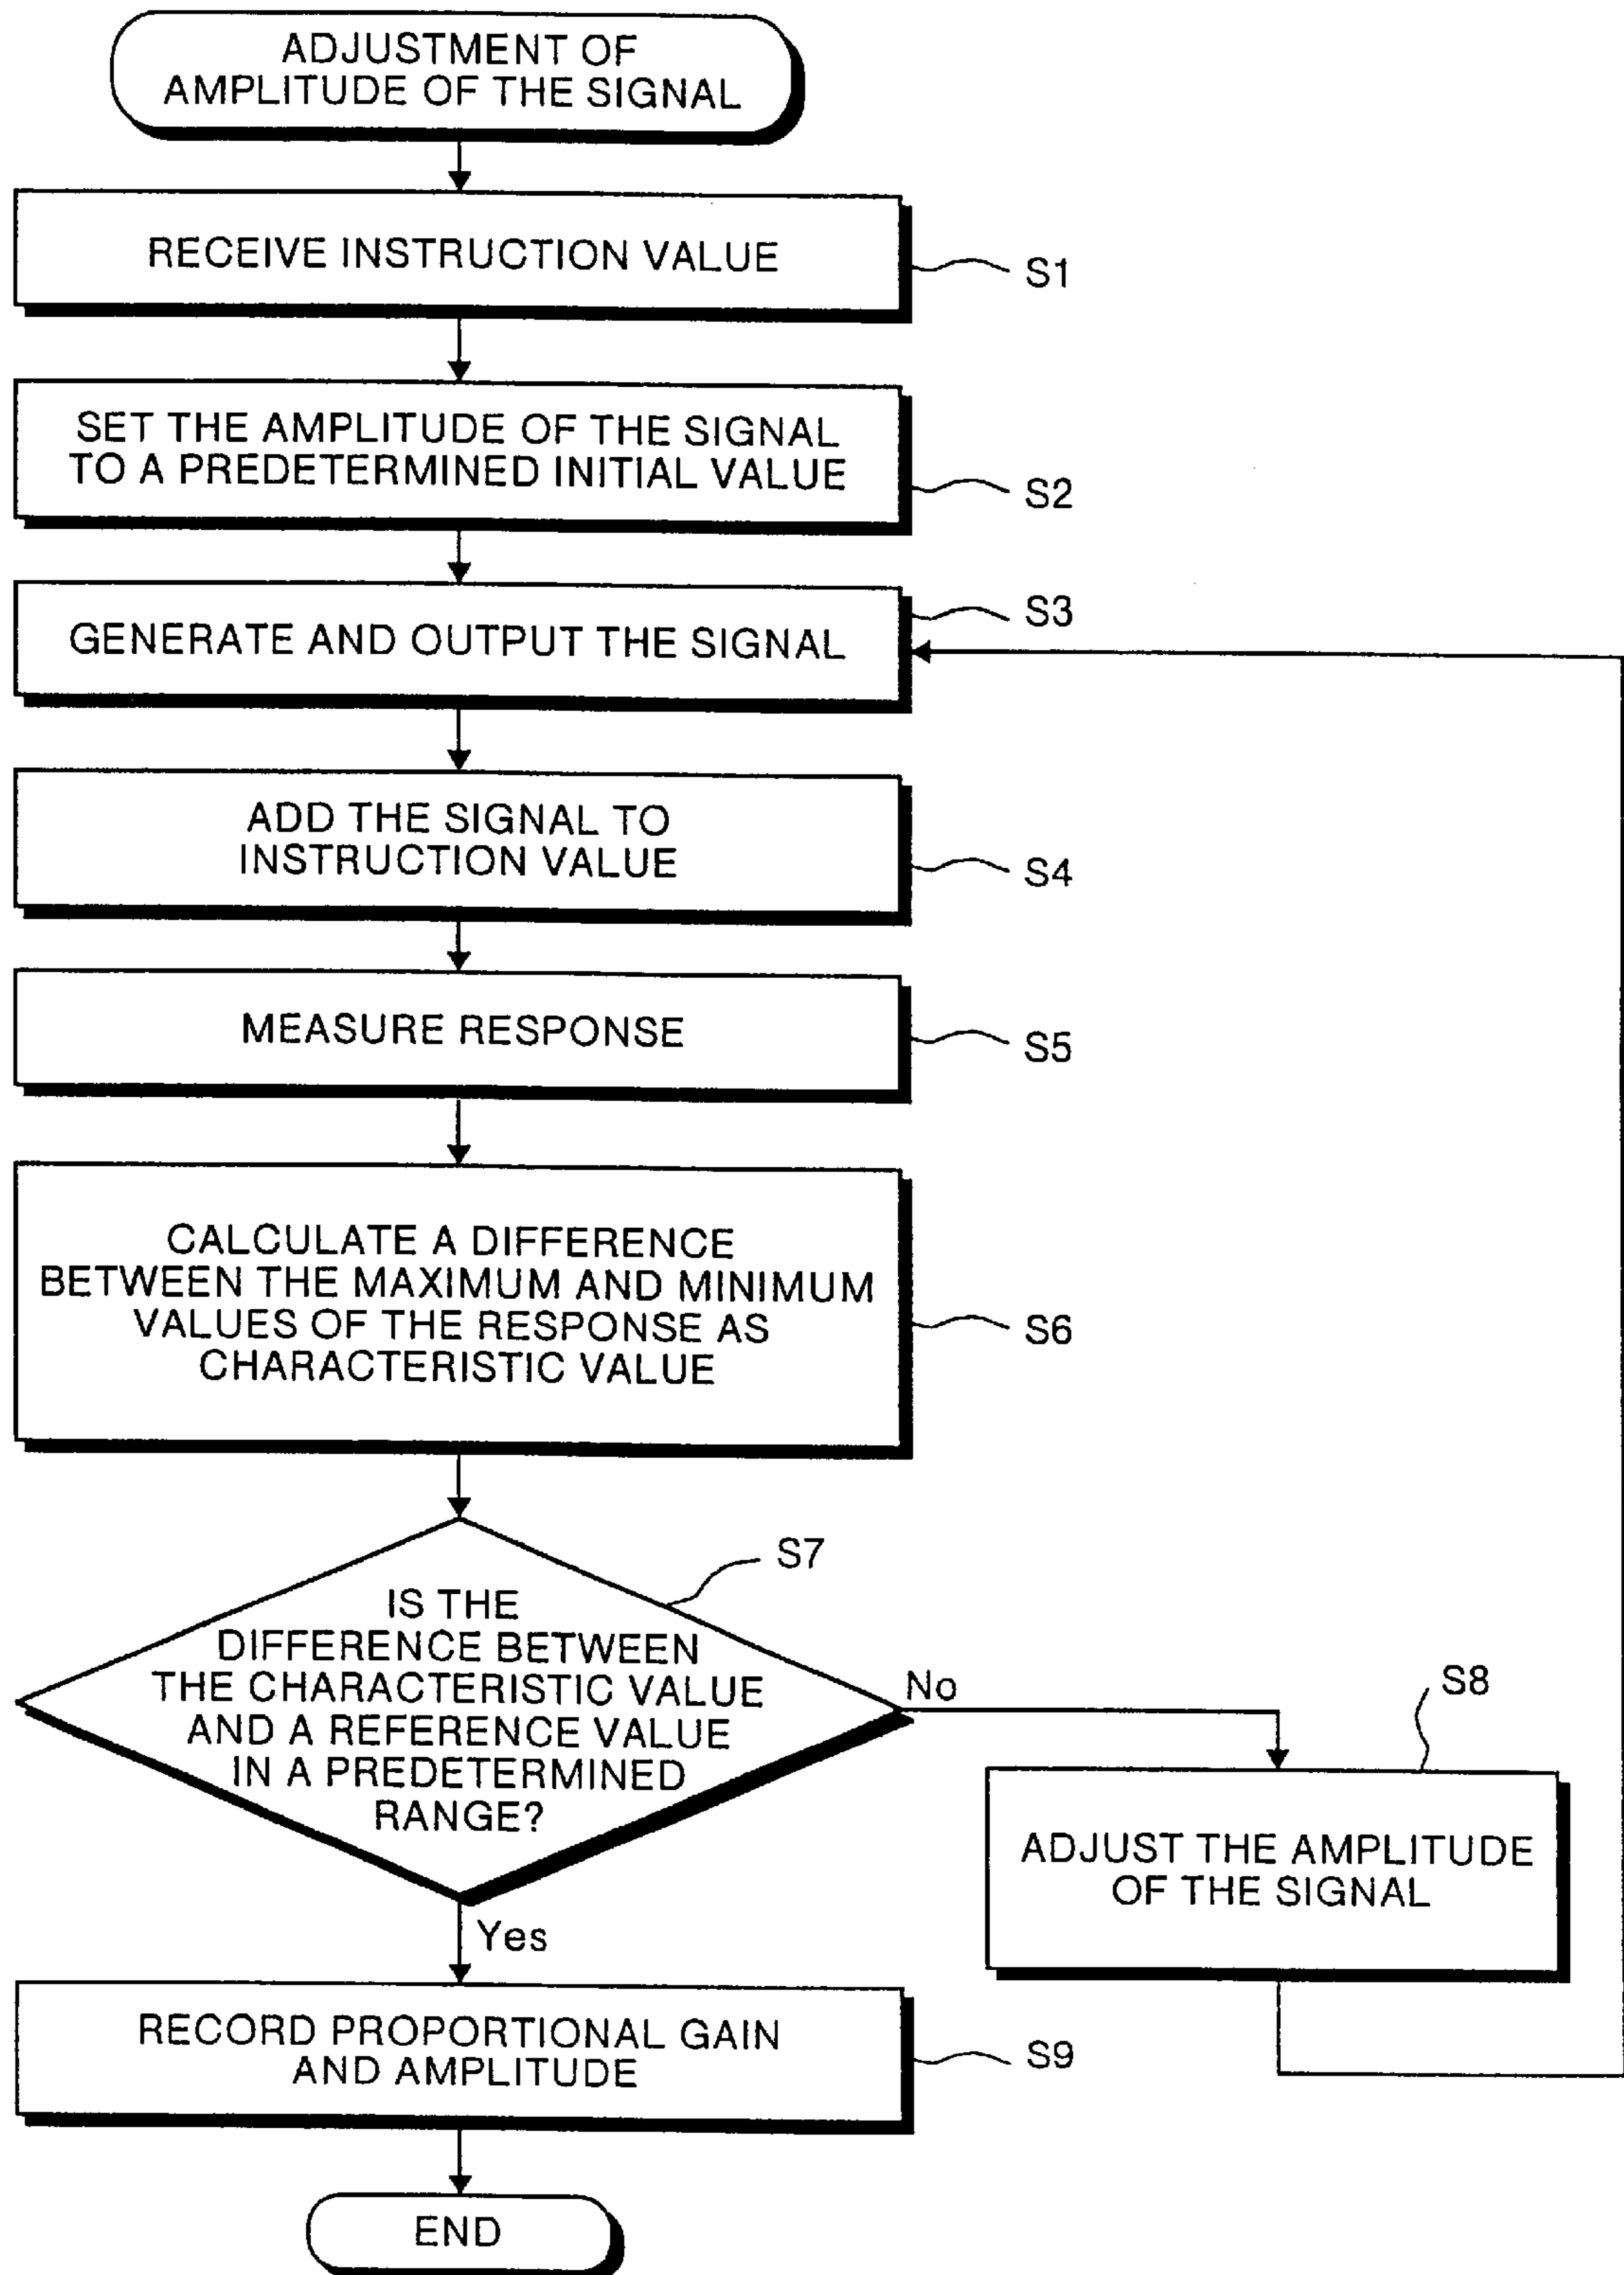 ADJUSTMENT OF
AMPLITUDE OF THE SIGNAL
RECEIVE INSTRUCTION VALUE
S1
SET THE AMPLITUDE OF THE SIGNAL
TO A PREDETERMINED INITIAL VALUE
S2
GENERATE AND OUTPUT THE SIGNAL
S3
ADD THE SIGNAL TO
INSTRUCTION VALUE
S4
MEASURE RESPONSE
S5
CALCULATE A DIFFERENCE
BETWEEN THE MAXIMUM AND MINIMUM
VALUES OF THE RESPONSE AS
CHARACTERISTIC VALUE
S6
IS THE
DIFFERENCE BETWEEN
THE CHARACTERISTIC VALUE
AND A REFERENCE VALUE
IN A PREDETERMINED
RANGE?
S7
No
S8
ADJUST THE AMPLITUDE
OF THE SIGNAL
Yes
RECORD PROPORTIONAL GAIN
AND AMPLITUDE
S9
END